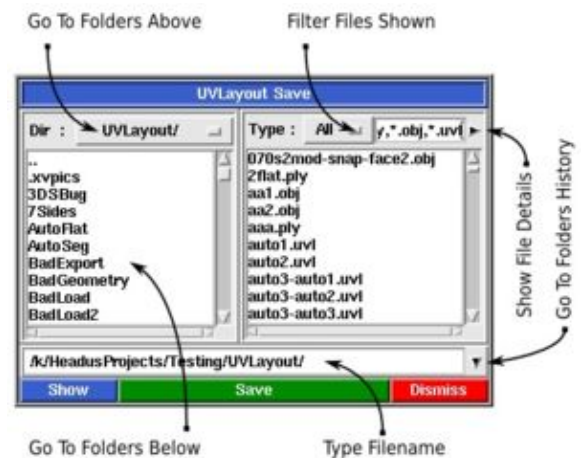 Go To Folders Above
Filter Files Shown
UVLayout Save
Dir :
UVLayout/
Type :
All
y,*.obj,*.uvl
..
.xvpics
3DSBug
7Sides
AutoFlat
AutoSeg
BadExport
BadGeometry
BadLoad
BadLoad2
070s2mod-snap-face2.obj
2flat.ply
aa1.obj
aa2.obj
aaa.ply
auto1.uvl
auto2.uvl
auto3-auto1.uvl
auto3-auto2.uvl
auto3-auto3.uvl
/k/HeadusProjects/Testing/UVLayout/
Show
Save
Dismiss
Show File Details
Go To Folders History
Go To Folders Below
Type Filename